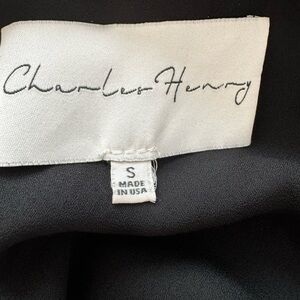 Charles Henry
S
MADE
IN USA